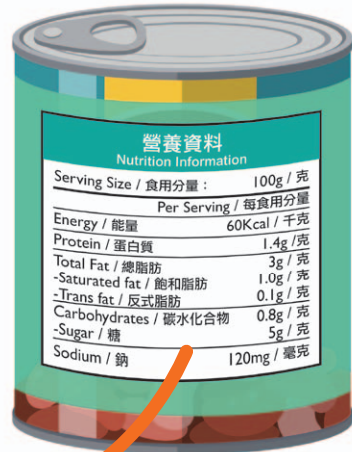 營養資料
Nutrition Information
Serving Size / 食用分量： 100g / 克
Per Serving / 每食用分量
Energy / 能量 60Kcal / 千克
Protein / 蛋白質 1.4g /克
Total Fat / 總脂肪 3g / 克
-Saturated fat / 飽和脂肪 1.0g / 克
-Trans fat / 反式脂肪 0.1g / 克
Carbohydrates / 碳水化合物 0.8g / 克
-Sugar / 糖 5g / 克
Sodium / 鈉 120mg / 毫克